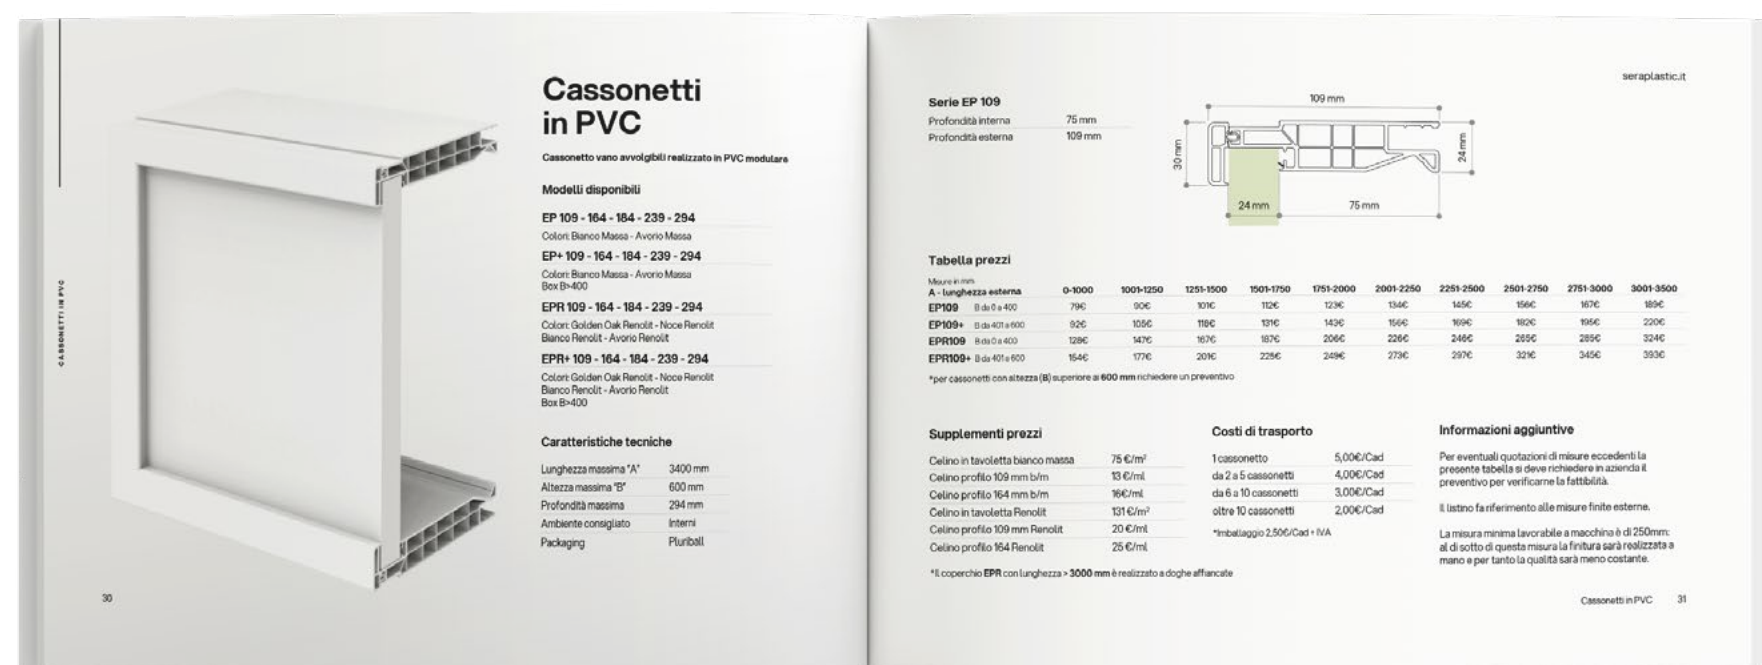 CASSONETTI IN PVC
Cassonetti
in PVC
Cassonetto vano avvolgibili realizzato in PVC modulare
Modelli disponibili
EP 109 - 164 - 184 - 239 - 294
Colori: Bianco Massa - Avorio Massa
EP+ 109 - 164 - 184 - 239 - 294
Colori: Bianco Massa - Avorio Massa
Box B>400
EPR 109 - 164 - 184 - 239 - 294
Colori: Golden Oak Renolit - Noce Renolit
Bianco Renolit - Avorio Renolit
EPR+ 109 - 164 - 184 - 239 - 294
Colori: Golden Oak Renolit - Noce Renolit
Bianco Renolit - Avorio Renolit
Box B>400
Caratteristiche tecniche
Lunghezza massima "A" 3400 mm
Altezza massima "B" 600 mm
Profondità massima 294 mm
Ambiente consigliato Interni
Packaging Pluriball
30
seraplastic.it
Serie EP 109
Profondità interna 75 mm
Profondità esterna 109 mm
109 mm
30 mm
24 mm
24 mm
75 mm
Tabella prezzi
Misure in mm
A - lunghezza esterna 0-1000 1001-1250 1251-1500 1501-1750 1751-2000 2001-2250 2251-2500 2501-2750 2751-3000 3001-3500
EP109 B da 0 a 400 79€ 90€ 101€ 112€ 123€ 134€ 145€ 156€ 167€ 189€
EP109+ B da 401 a 600 92€ 105€ 118€ 131€ 143€ 156€ 169€ 182€ 195€ 220€
EPR109 B da 0 a 400 128€ 147€ 167€ 187€ 206€ 226€ 246€ 265€ 285€ 324€
EPR109+ B da 401 a 600 154€ 177€ 201€ 225€ 249€ 273€ 297€ 321€ 345€ 393€
*per cassonetti con altezza (B) superiore ai 600 mm richiedere un preventivo
Supplementi prezzi
Celino in tavoletta bianco massa 75 €/m²
Celino profilo 109 mm b/m 13 €/ml
Celino profilo 164 mm b/m 16€/ml
Celino in tavoletta Renolit 131 €/m²
Celino profilo 109 mm Renolit 20 €/ml
Celino profilo 164 Renolit 25 €/ml
*Il coperchio EPR con lunghezza > 3000 mm è realizzato a doghe affiancate
Costi di trasporto
1 cassonetto 5,00€/Cad
da 2 a 5 cassonetti 4,00€/Cad
da 6 a 10 cassonetti 3,00€/Cad
oltre 10 cassonetti 2,00€/Cad
*Imballaggio 2,50€/Cad + IVA
Informazioni aggiuntive
Per eventuali quotazioni di misure eccedenti la
presente tabella si deve richiedere in azienda il
preventivo per verificarne la fattibilità.
Il listino fa riferimento alle misure finite esterne.
La misura minima lavorabile a macchina è di 250mm;
al di sotto di questa misura la finitura sarà realizzata a
mano e per tanto la qualità sarà meno costante.
Cassonetti in PVC 31